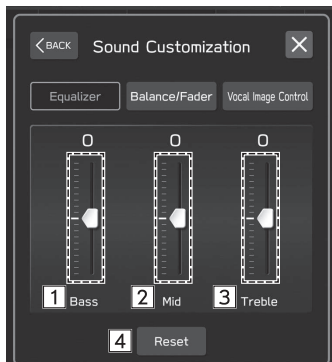 BACK Sound Customization
Equalizer Balance/Fader Vocal Image Control
0 0 0
1 Bass 2 Mid 3 Treble
4 Reset